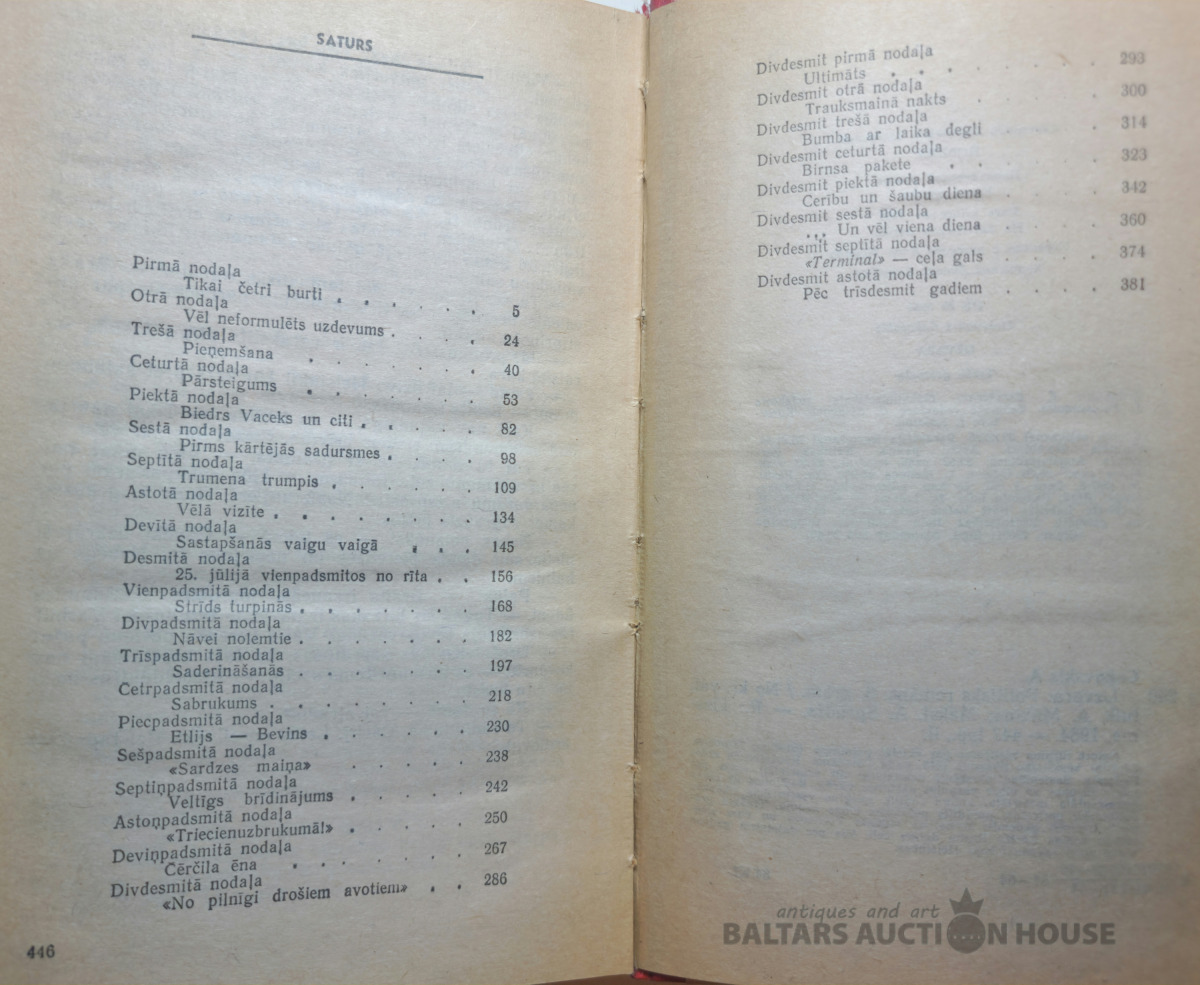 SATURS
Pirmā nodaļa
Tikai četri burti . . . . . . 5
Otrā nodaļa
Vēl neformulēts uzdevums . . . . 24
Trešā nodaļa
Pieņemšana . . . . . 40
Ceturtā nodaļa
Pārsteigums . . . . . 53
Piektā nodaļa
Biedrs Vaceks un citi . . . . . 82
Sestā nodaļa
Pirms kārtējās sadursmes . . . . 98
Septītā nodaļa
Trumena trumpis . . . . . . 109
Astotā nodaļa
Vēlā vizīte . . . . . . . 134
Devītā nodaļa
Sastapšanās vaigu vaigā . . . 145
Desmitā nodaļa
25. jūlijā vienpadsmitos no rīta . . 156
Vienpadsmitā nodaļa
Strīds turpinās . . . . . . 168
Divpadsmitā nodaļa
Nāvei nolemtie . . . . . . 182
Trīspadsmitā nodaļa
Saderināšanās . . . . . . 197
Četrpadsmitā nodaļa
Sabrukums . . . . . . . 218
Piecpadsmitā nodaļa
Etlijs — Bevins . . . . . 230
Sešpadsmitā nodaļa
«Sardzes maiņa» . . . . . 238
Septiņpadsmitā nodaļa
Veltīgs brīdinājums . . . . . 242
Astoņpadsmitā nodaļa
«Triecienuzbrukumā!» . . . . . 250
Deviņpadsmitā nodaļa
Čērčila ēna . . . . . . 267
Divdesmitā nodaļa
«No pilnīgi drošiem avotiem» . . 286
446
Divdesmit pirmā nodaļa
Ultimāts . . . . . . . 293
Divdesmit otrā nodaļa
Trauksmainā nakts . . . . . 300
Divdesmit trešā nodaļa
Bumba ar laika degli . . . . 314
Divdesmit ceturtā nodaļa
Birnsa pakete . . . . . . 323
Divdesmit piektā nodaļa
Cerību un šaubu diena . . . . 342
Divdesmit sestā nodaļa
... Un vēl viena diena . . . . 360
Divdesmit septītā nodaļa
«Terminal» — ceļa gals . . . . 374
Divdesmit astotā nodaļa
Pēc trīsdesmit gadiem . . . . 381
antiques and art
BALTARS AUCTION HOUSE